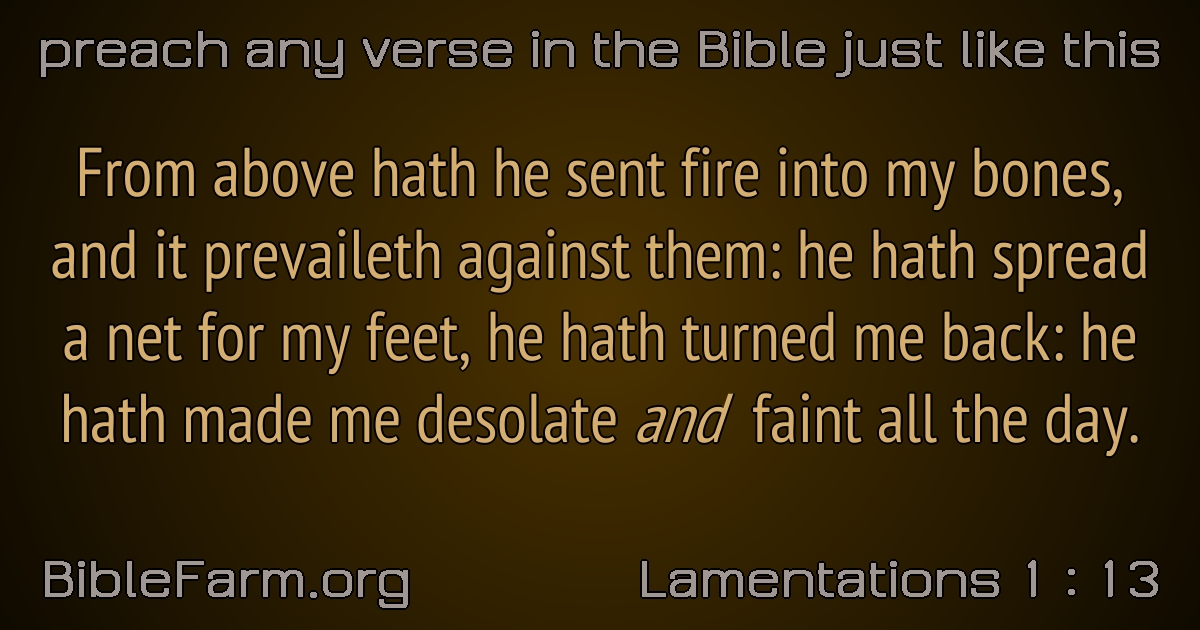 preach any verse in the Bible just like this
From above hath he sent fire into my bones,
and it prevaileth against them: he hath spread
a net for my feet, he hath turned me back: he
hath made me desolate and faint all the day.
BibleFarm.org
Lamentations 1 : 13